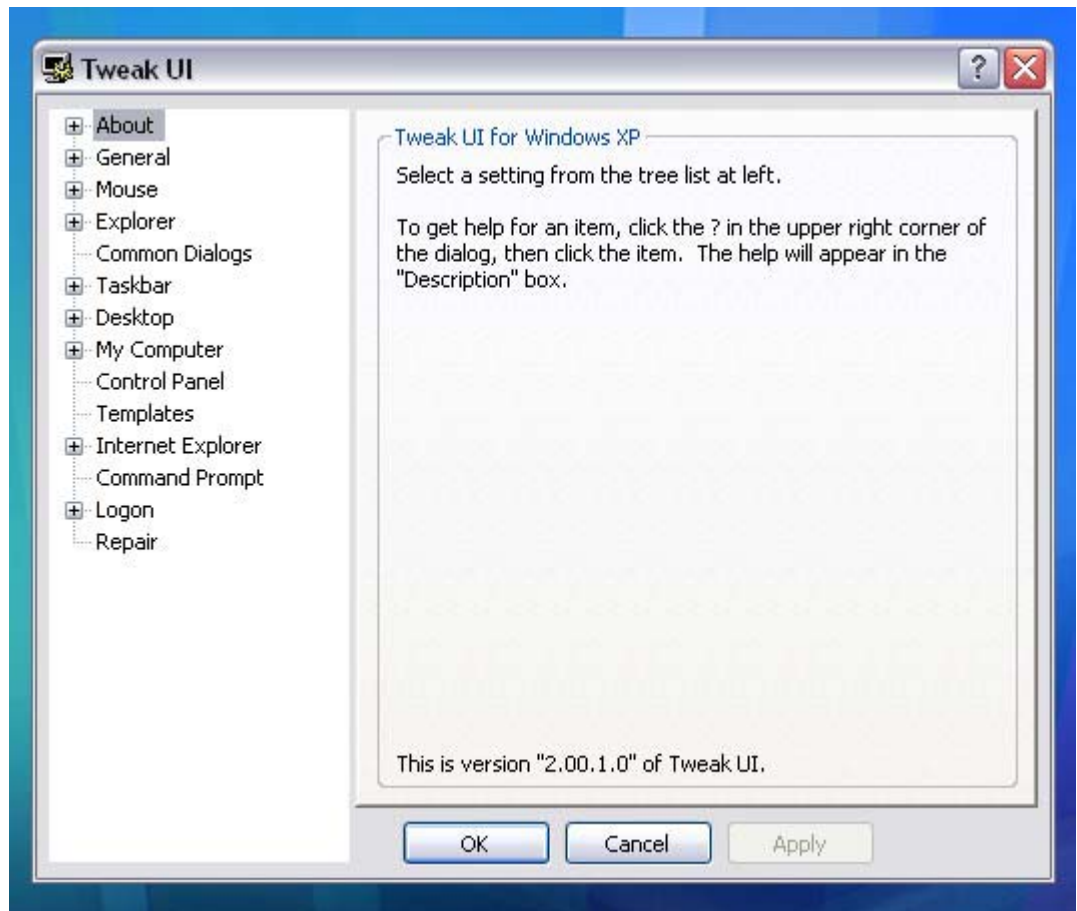 Tweak UI
?
About
General
Mouse
Explorer
Common Dialogs
Taskbar
Desktop
My Computer
Control Panel
Templates
Internet Explorer
Command Prompt
Logon
Repair
Tweak UI for Windows XP
Select a setting from the tree list at left.
To get help for an item, click the ? in the upper right corner of
the dialog, then click the item. The help will appear in the
"Description" box.
This is version "2.00.1.0" of Tweak UI.
OK
Cancel
Apply